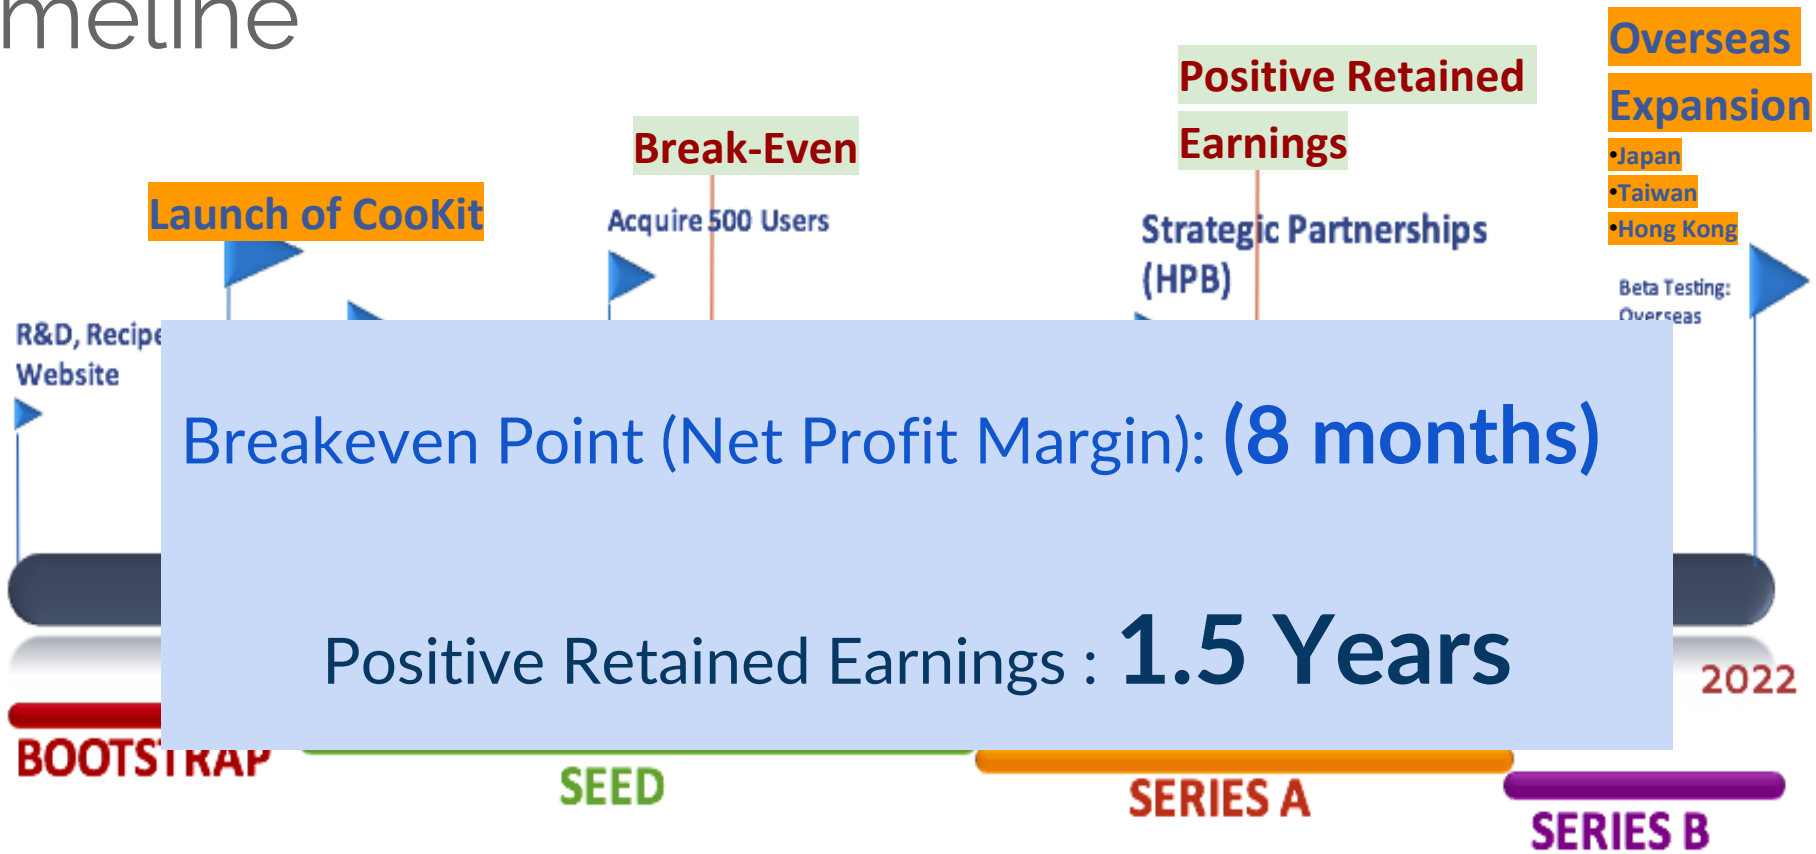 meline
Overseas
Expansion
•Japan
•Taiwan
•Hong Kong
Positive Retained
Earnings
Break-Even
Launch of CooKit
Acquire 500 Users
Strategic Partnerships
(HPB)
Beta Testing:
Overseas
R&D, Recipe
Website
Breakeven Point (Net Profit Margin): (8 months)
Positive Retained Earnings : 1.5 Years
2022
BOOTSTRAP
SEED
SERIES A
SERIES B